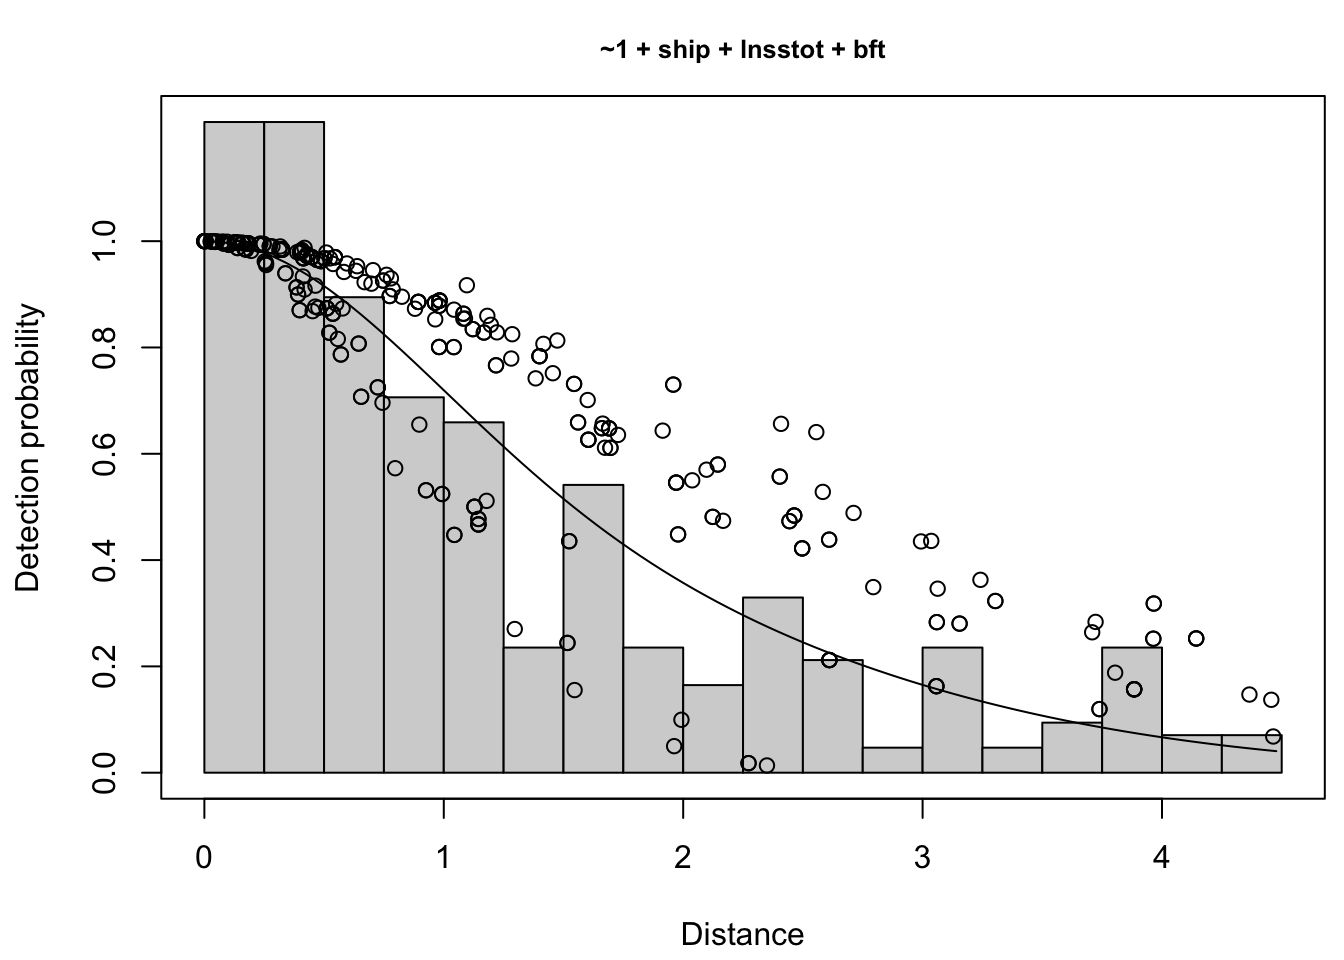 ~1 + ship + lnsstot + bft
Detection probability
1.0
0.8
0.6
0.4
0.2
0.0
0 1 2 3 4
Distance